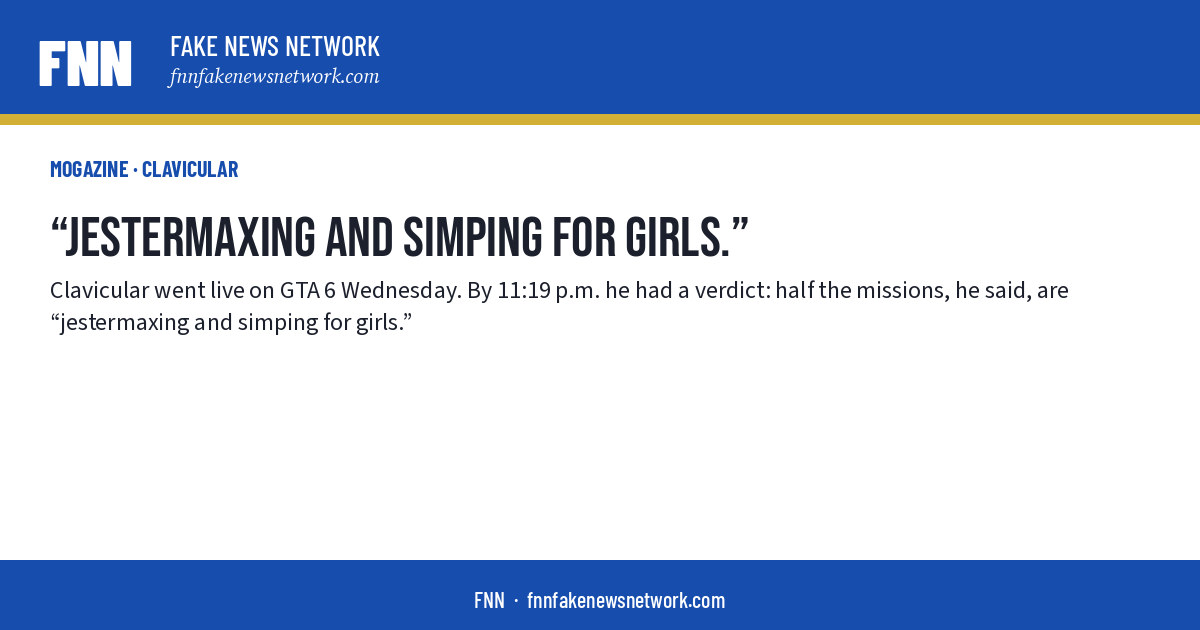 FNN
FAKE NEWS NETWORK
fnnfakenewsnetwork.com
MOGAZINE · CLAVICULAR
“JESTERMAXING AND SIMPING FOR GIRLS.”
Clavicular went live on GTA 6 Wednesday. By 11:19 p.m. he had a verdict: half the missions, he said, are
“jestermaxing and simping for girls.”
FNN · fnnfakenewsnetwork.com